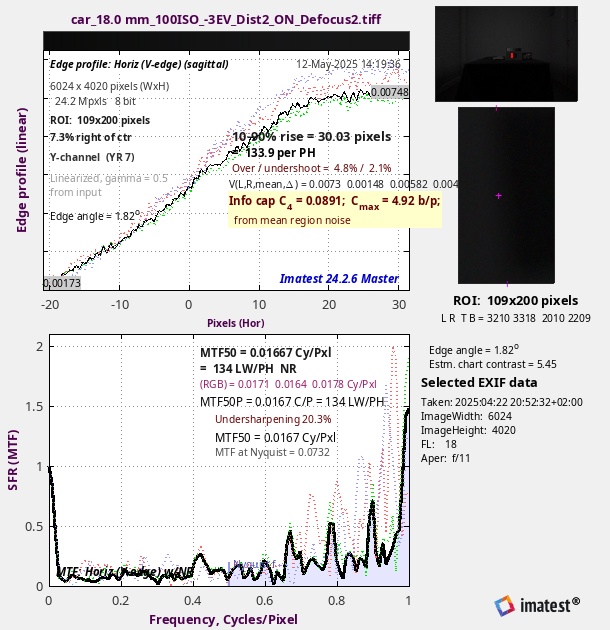 car_18.0 mm_100ISO_-3EV_Dist2_ON_Defocus2.tiff
Edge profile: Horiz (V-edge) (sagittal)
12-May-2025 14:19:36
6024 x 4020 pixels (WxH)
24.2 Mpxls 8 bit
0.00748
ROI: 109x200 pixels
7.3% right of ctr
10-90% rise = 30.03 pixels
= 133.9 per PH
Y-channel (YR 7)
Over / undershoot = 4.8% / 2.1%
Linearized, gamma = 0.5
from input
V(L,R,mean,Δ) = 0.0073 0.00148 0.00582 0.004
Info cap C4 = 0.0891; Cmax = 4.92 b/p;
from mean region noise
Edge angle = 1.82o
0.00173
Imatest 24.2.6 Master
Edge profile (linear)
-20 -10 0 10 20 30
Pixels (Hor)
ROI: 109x200 pixels
L R T B = 3210 3318 2010 2209
MTF50 = 0.01667 Cy/Pxl
= 134 LW/PH NR
(RGB) = 0.0171 0.0164 0.0178 Cy/Pxl
MTF50P = 0.0167 C/P = 134 LW/PH
Undersharpening 20.3%
MTF50 = 0.0167 Cy/Pxl
MTF at Nyquist = 0.0732
Nyquist
MTF: Horiz (V-edge) w/NR
SFR (MTF)
2
1.5
1
0.5
0
0 0.2 0.4 0.6 0.8 1
Frequency, Cycles/Pixel
Edge angle = 1.82o
Estm. chart contrast = 5.45
Selected EXIF data
Taken: 2025:04:22 20:52:32+02:00
ImageWidth: 6024
ImageHeight: 4020
FL: 18
Aper: f/11
imatest®